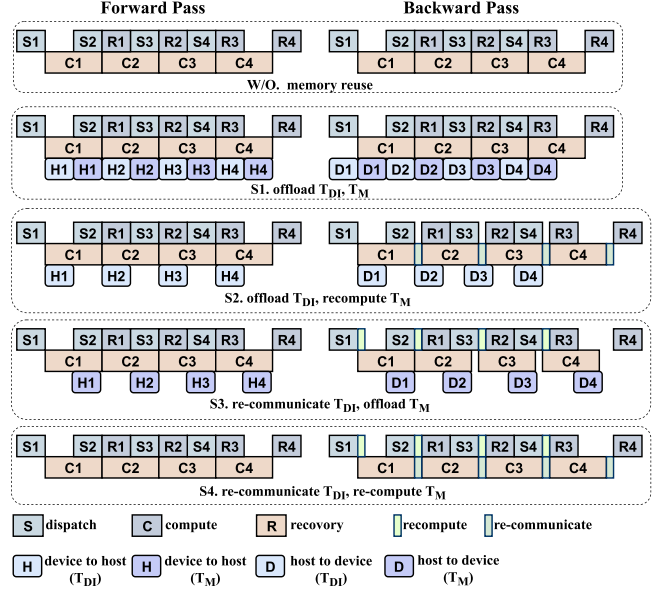 Forward Pass Backward Pass
S1 S2 R1 S3 R2 S4 R3 R4 S1 S2 R1 S3 R2 S4 R3 R4
C1 C2 C3 C4 C1 C2 C3 C4
W/O. memory reuse
S1 S2 R1 S3 R2 S4 R3 R4 S1 S2 R1 S3 R2 S4 R3 R4
C1 C2 C3 C4 C1 C2 C3 C4
H1 H1 H2 H2 H3 H3 H4 H4 D1 D1 D2 D2 D3 D3 D4 D4
S1. offload TDI, TM
S1 S2 R1 S3 R2 S4 R3 R4 S1 S2 R1 S3 R2 S4 R3 R4
C1 C2 C3 C4 C1 C2 C3 C4
H1 H2 H3 H4 D1 D2 D3 D4
S2. offload TDI, recompute TM
S1 S2 R1 S3 R2 S4 R3 R4 S1 S2 R1 S3 R2 S4 R3 R4
C1 C2 C3 C4 C1 C2 C3 C4
H1 H2 H3 H4 D1 D2 D3 D4
S3. re-communicate TDI, offload TM
S1 S2 R1 S3 R2 S4 R3 R4 S1 S2 R1 S3 R2 S4 R3 R4
C1 C2 C3 C4 C1 C2 C3 C4
S4. re-communicate TDI, re-compute TM
S dispatch C compute R recovery recompute re-communicate
H device to host H device to host D host to device D host to device
(TDI) (TM) (TDI) (TM)